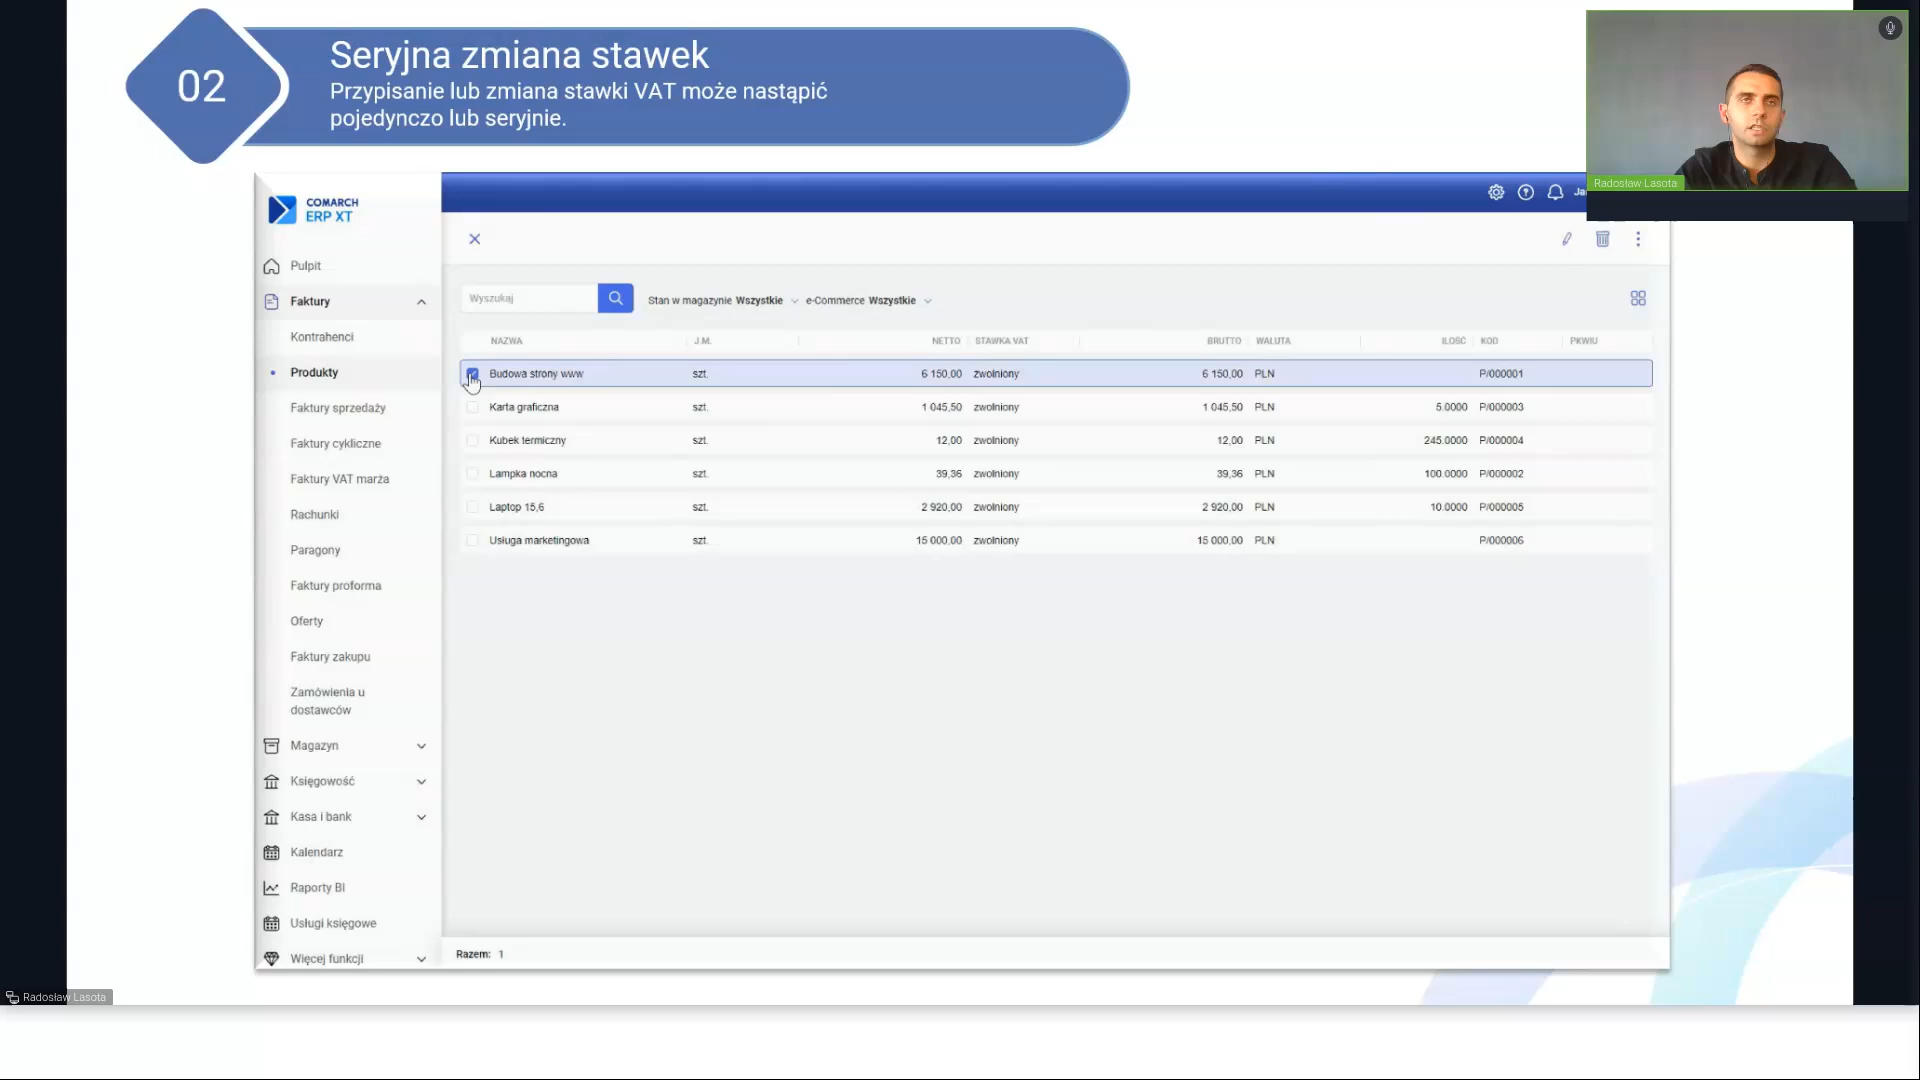 02
Seryjna zmiana stawek
Przypisanie lub zmiana stawki VAT może nastąpić
pojedynczo lub seryjnie.
Radosław Lasota
COMARCH
ERP XT
Pulpit
Faktury
Kontrahenci
Produkty
Faktury sprzedaży
Faktury cykliczne
Faktury VAT marża
Rachunki
Paragony
Faktury proforma
Oferty
Faktury zakupu
Zamówienia u
dostawców
Magazyn
Księgowość
Kasa i bank
Kalendarz
Raporty BI
Usługi księgowe
Więcej funkcji
Wyszukaj
Stan w magazynie Wszystkie e-Commerce Wszystkie
NAZWA J.M. NETTO STAWKA VAT BRUTTO WALUTA ILOŚĆ KOD PKWIU
Budowa strony www szt. 6 150,00 zwolniony 6 150,00 PLN P/000001
Karta graficzna szt. 1 045,50 zwolniony 1 045,50 PLN 5.0000 P/000003
Kubek termiczny szt. 12,00 zwolniony 12,00 PLN 245.0000 P/000004
Lampka nocna szt. 39,36 zwolniony 39,36 PLN 100.0000 P/000002
Laptop 15,6 szt. 2 920,00 zwolniony 2 920,00 PLN 10.0000 P/000005
Usługa marketingowa szt. 15 000,00 zwolniony 15 000,00 PLN P/000006
Razem: 1
Radosław Lasota